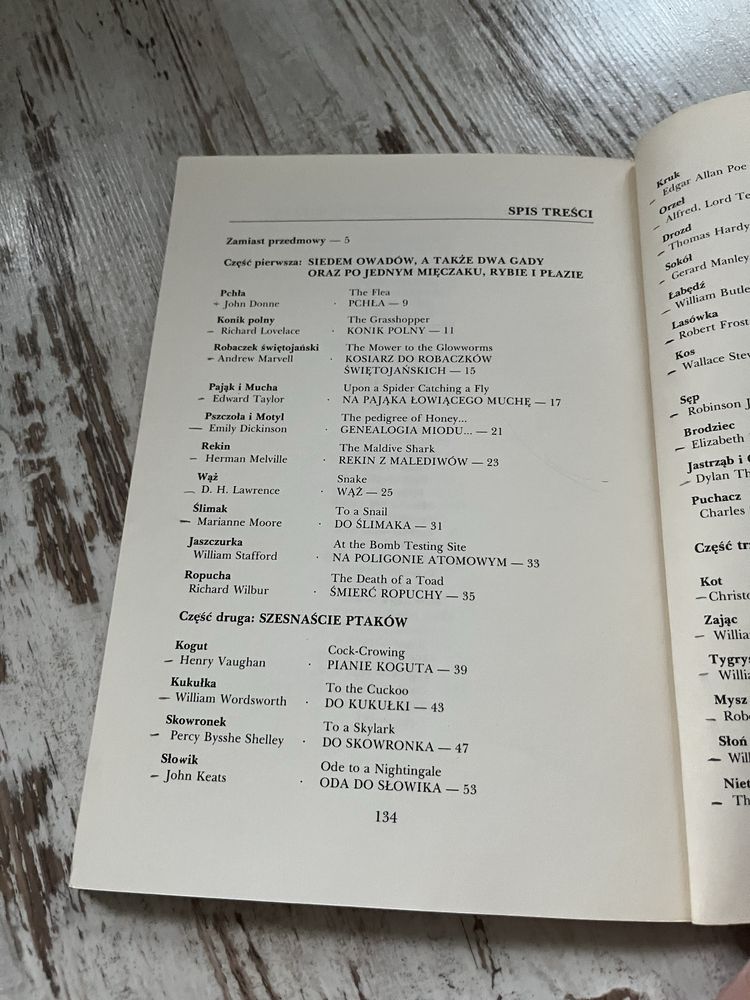 SPIS TREŚCI
Zamiast przedmowy — 5
Część pierwsza: SIEDEM OWADÓW, A TAKŻE DWA GADY
ORAZ PO JEDNYM MIĘCZAKU, RYBIE I PŁAZIE
Pchła The Flea
John Donne · PCHŁA — 9
Konik polny The Grasshopper
Richard Lovelace · KONIK POLNY — 11
Robaczek świętojański The Mower to the Glowworms
Andrew Marvell · KOSIARZ DO ROBACZKÓW
ŚWIĘTOJAŃSKICH — 15
Pająk i Mucha Upon a Spider Catching a Fly
Edward Taylor · NA PAJĄKA ŁOWIĄCEGO MUCHĘ — 17
Pszczoła i Motyl The pedigree of Honey...
Emily Dickinson · GENEALOGIA MIODU... — 21
Rekin The Maldive Shark
Herman Melville · REKIN Z MALEDIWÓW — 23
Wąż Snake
D. H. Lawrence · WĄŻ — 25
Ślimak To a Snail
Marianne Moore · DO ŚLIMAKA — 31
Jaszczurka At the Bomb Testing Site
William Stafford · NA POLIGONIE ATOMOWYM — 33
Ropucha The Death of a Toad
Richard Wilbur · ŚMIERĆ ROPUCHY — 35
Część druga: SZESNAŚCIE PTAKÓW
Kogut Cock-Crowing
Henry Vaughan · PIANIE KOGUTA — 39
Kukułka To the Cuckoo
William Wordsworth · DO KUKUŁKI — 43
Skowronek To a Skylark
Percy Bysshe Shelley · DO SKOWRONKA — 47
Słowik Ode to a Nightingale
John Keats · ODA DO SŁOWIKA — 53
134
Kruk
Edgar Allan Poe
Orzeł
Alfred, Lord
Drozd
Thomas Hardy
Sokół
Gerard Manley
Łabędź
William
Lasówka
Robert Frost
Kos
Wallace
Sęp
Robinson
Brodziec
Elizabeth
Jastrząb i
Dylan
Puchacz
Charles
Część
Kot
Zając
Mysz
Słoń